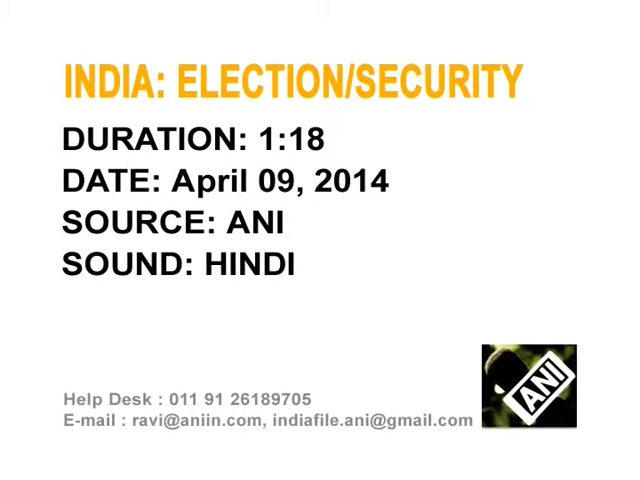 INDIA: ELECTION/SECURITY
DURATION: 1:18
DATE: April 09, 2014
SOURCE: ANI
SOUND: HINDI
Help Desk : 011 91 26189705
E-mail : ravi@aniin.com, indiafile.ani@gmail.com
ANI